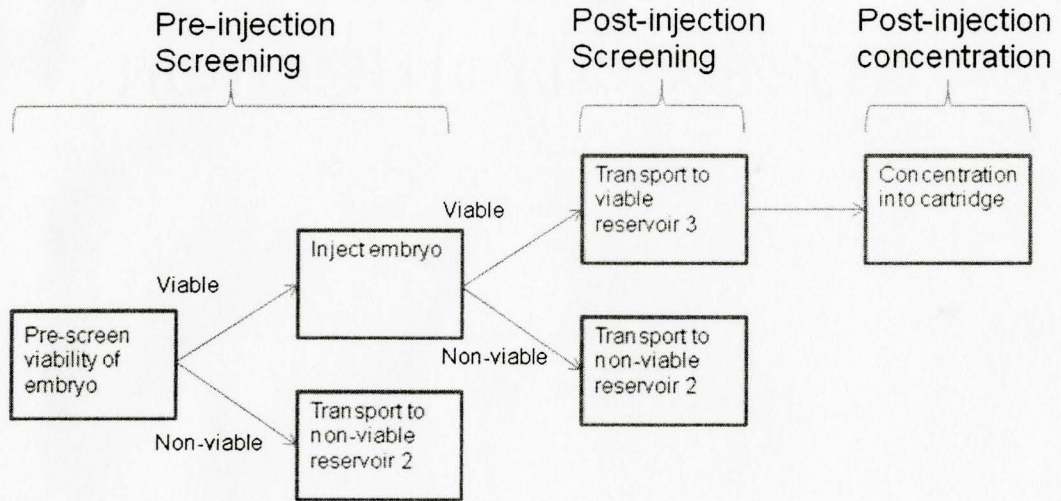 Pre-injection
Screening
Post-injection
Screening
Post-injection
concentration
Pre-screen
viability of
embryo
Viable
Non-viable
Inject embryo
Transport to
non-viable
reservoir 2
Viable
Non-viable
Transport to
viable
reservoir 3
Transport to
non-viable
reservoir 2
Concentration
into cartridge